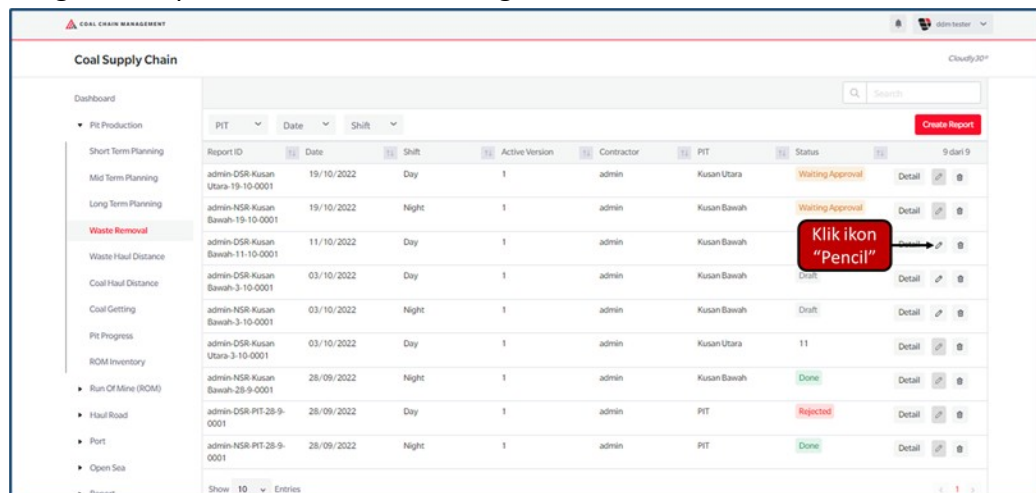 COAL CHAIN MANAGEMENT
ddm tester
Coal Supply Chain
Cloudfy30°
Dashboard
Search
Pit Production
PIT Date Shift
Create Report
Short Term Planning
Mid Term Planning
Long Term Planning
Waste Removal
Waste Haul Distance
Coal Haul Distance
Coal Getting
Pit Progress
ROM Inventory
Run Of Mine (ROM)
Haul Road
Port
Open Sea
Report ID Date Shift Active Version Contractor PIT Status 9 dari 9
admin-DSR-Kusan 19/10/2022 Day 1 admin Kusan Utara Waiting Approval Detail
Utara-19-10-0001
admin-NSR-Kusan 19/10/2022 Night 1 admin Kusan Bawah Waiting Approval Detail
Bawah-19-10-0001
admin-DSR-Kusan 11/10/2022 Day 1 admin Kusan Bawah
Bawah-11-10-0001
Klik ikon
“Pencil”
admin-DSR-Kusan 03/10/2022 Day 1 admin Kusan Bawah Draft Detail
Bawah-3-10-0001
admin-NSR-Kusan 03/10/2022 Night 1 admin Kusan Bawah Draft Detail
Bawah-3-10-0001
admin-DSR-Kusan 03/10/2022 Day 1 admin Kusan Utara 11 Detail
Utara-3-10-0001
admin-NSR-Kusan 28/09/2022 Night 1 admin Kusan Bawah Done Detail
Bawah-28-9-0001
admin-DSR-PIT-28-9- 28/09/2022 Day 1 admin PIT Rejected Detail
0001
admin-NSR-PIT-28-9- 28/09/2022 Night 1 admin PIT Done Detail
0001
Show 10 Entries
1